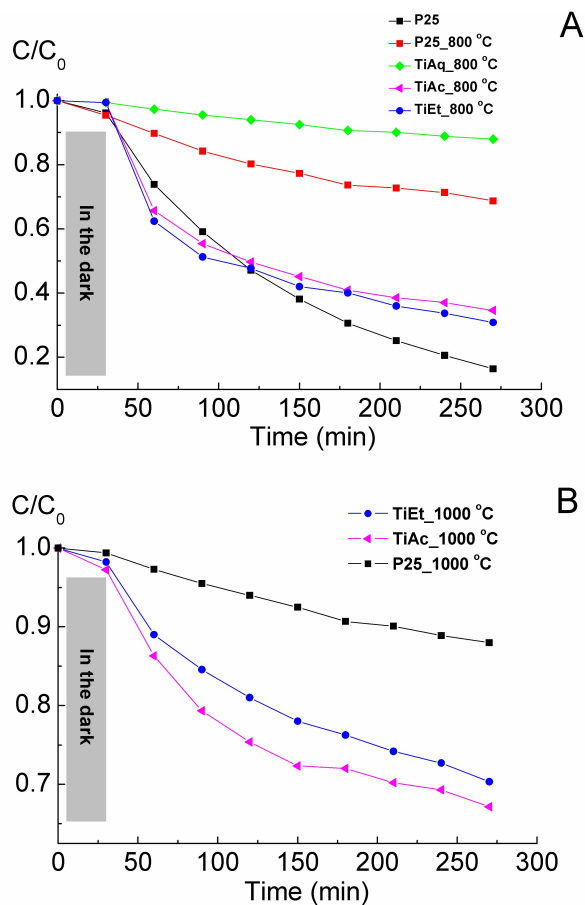 A
P25
P25_800 °C
TiAq_800 °C
TiAc_800 °C
TiEt_800 °C
C/C0
1.0
0.8
0.6
0.4
0.2
In the dark
0 50 100 150 200 250 300
Time (min)
B
TiEt_1000 °C
TiAc_1000 °C
P25_1000 °C
C/C0
1.0
0.9
0.8
0.7
In the dark
0 50 100 150 200 250 300
Time (min)